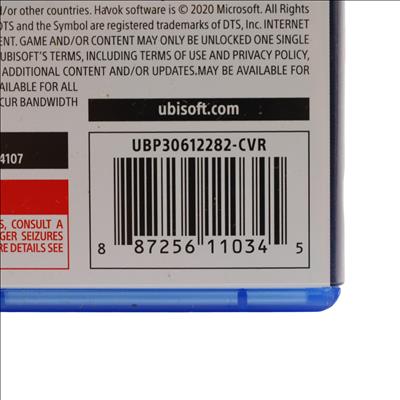 d/or other countries. Havok software is © 2020 Microsoft. All Rights
DTS and the Symbol are registered trademarks of DTS, Inc. INTERNET
ENT. GAME AND/OR CONTENT MAY ONLY BE UNLOCKED ONE SINGLE
UBISOFT'S TERMS, INCLUDING TERMS OF USE AND PRIVACY POLICY,
ADDITIONAL CONTENT AND/OR UPDATES.MAY BE AVAILABLE FOR
AVAILABLE FOR ALL
CUR BANDWIDTH
ubisoft.com
UBP30612282-CVR
4107
S, CONSULT A
GER SEIZURES
RE DETAILS SEE
8 87256 11034 5